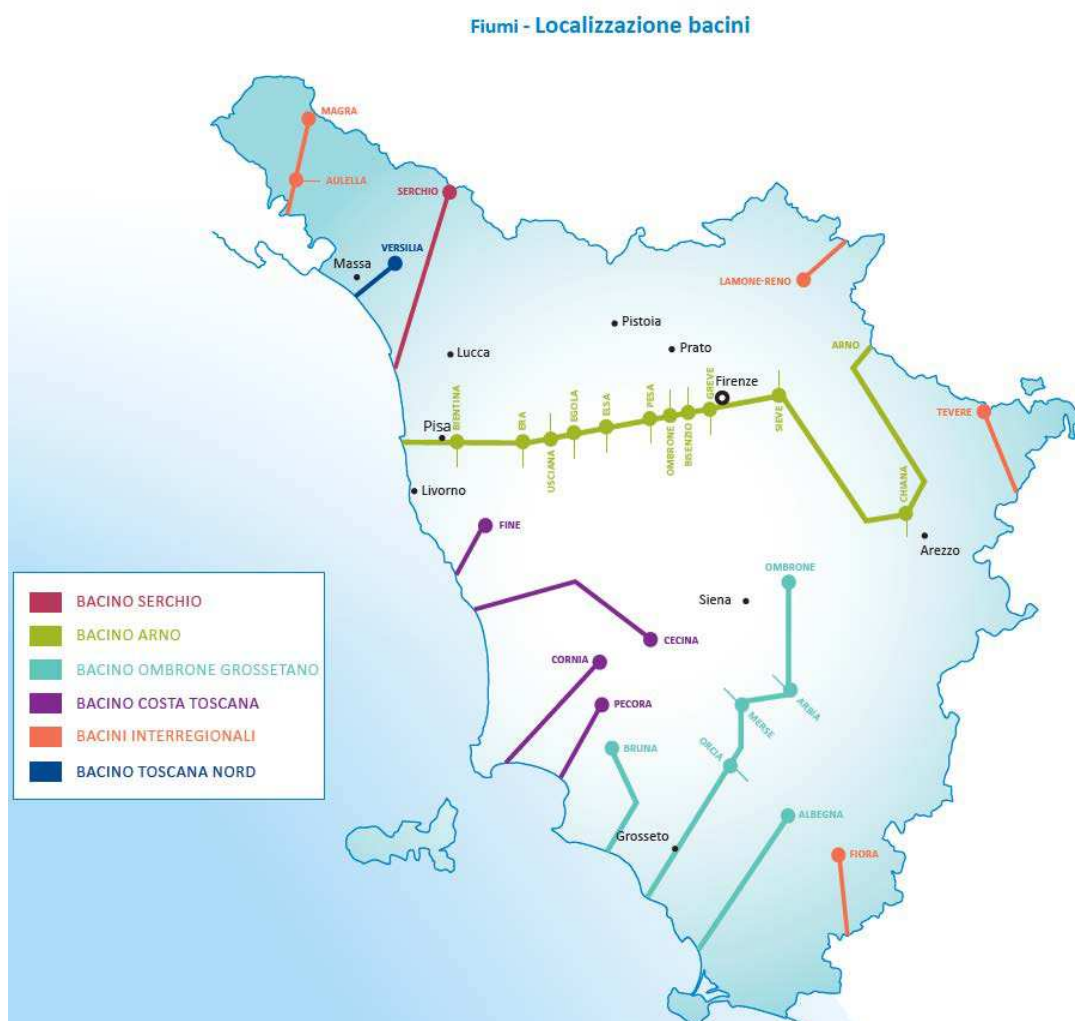 Fiumi - Localizzazione bacini
MAGRA
AULELLA
SERCHIO
VERSILIA
Massa
LAMONE-RENO
Pistoia
Prato
Lucca
ARNO
Firenze
TEVERE
Pisa
BIENTINA
ERA
USCIANA
EGOLA
ELSA
PESA
OMBRONE
BISENZIO
GREVE
SIEVE
CHIANA
Livorno
Arezzo
FINE
OMBRONE
Siena
CECINA
CORNIA
PECORA
ARBIA
MERSE
BRUNA
ORCIA
ALBEGNA
Grosseto
FIORA
BACINO SERCHIO
BACINO ARNO
BACINO OMBRONE GROSSETANO
BACINO COSTA TOSCANA
BACINI INTERREGIONALI
BACINO TOSCANA NORD